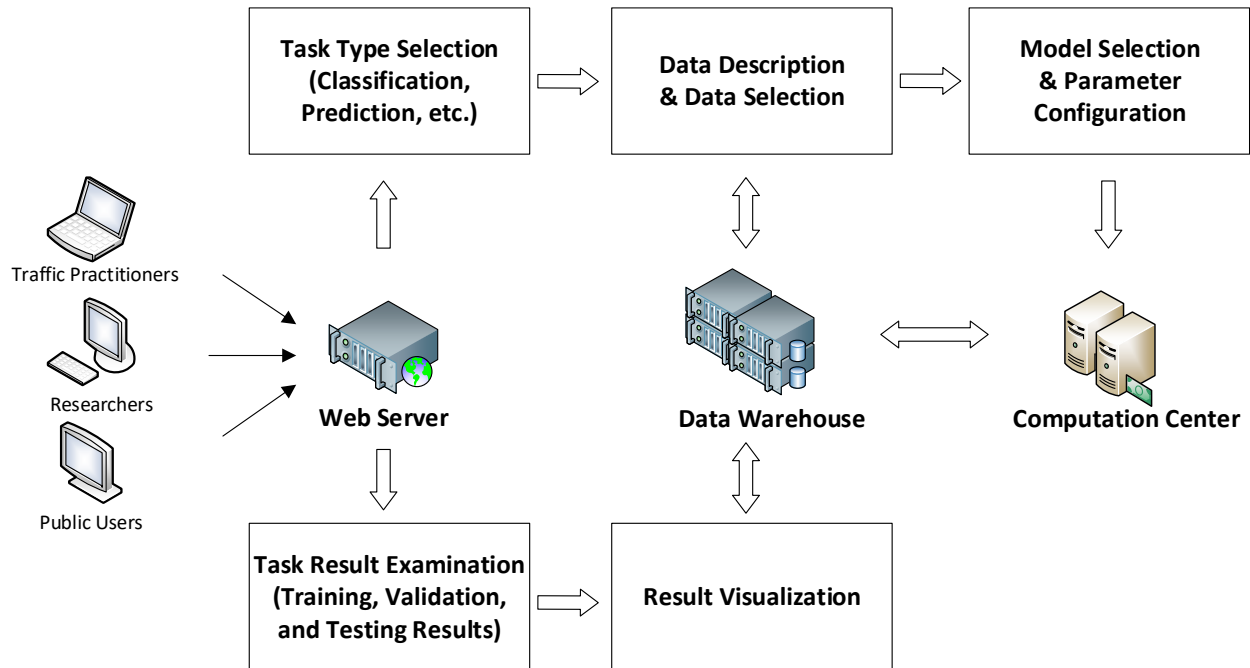 Task Type Selection
(Classification,
Prediction, etc.)
Data Description
& Data Selection
Model Selection
& Parameter
Configuration
Traffic Practitioners
Researchers
Public Users
Web Server
Data Warehouse
Computation Center
Task Result Examination
(Training, Validation,
and Testing Results)
Result Visualization